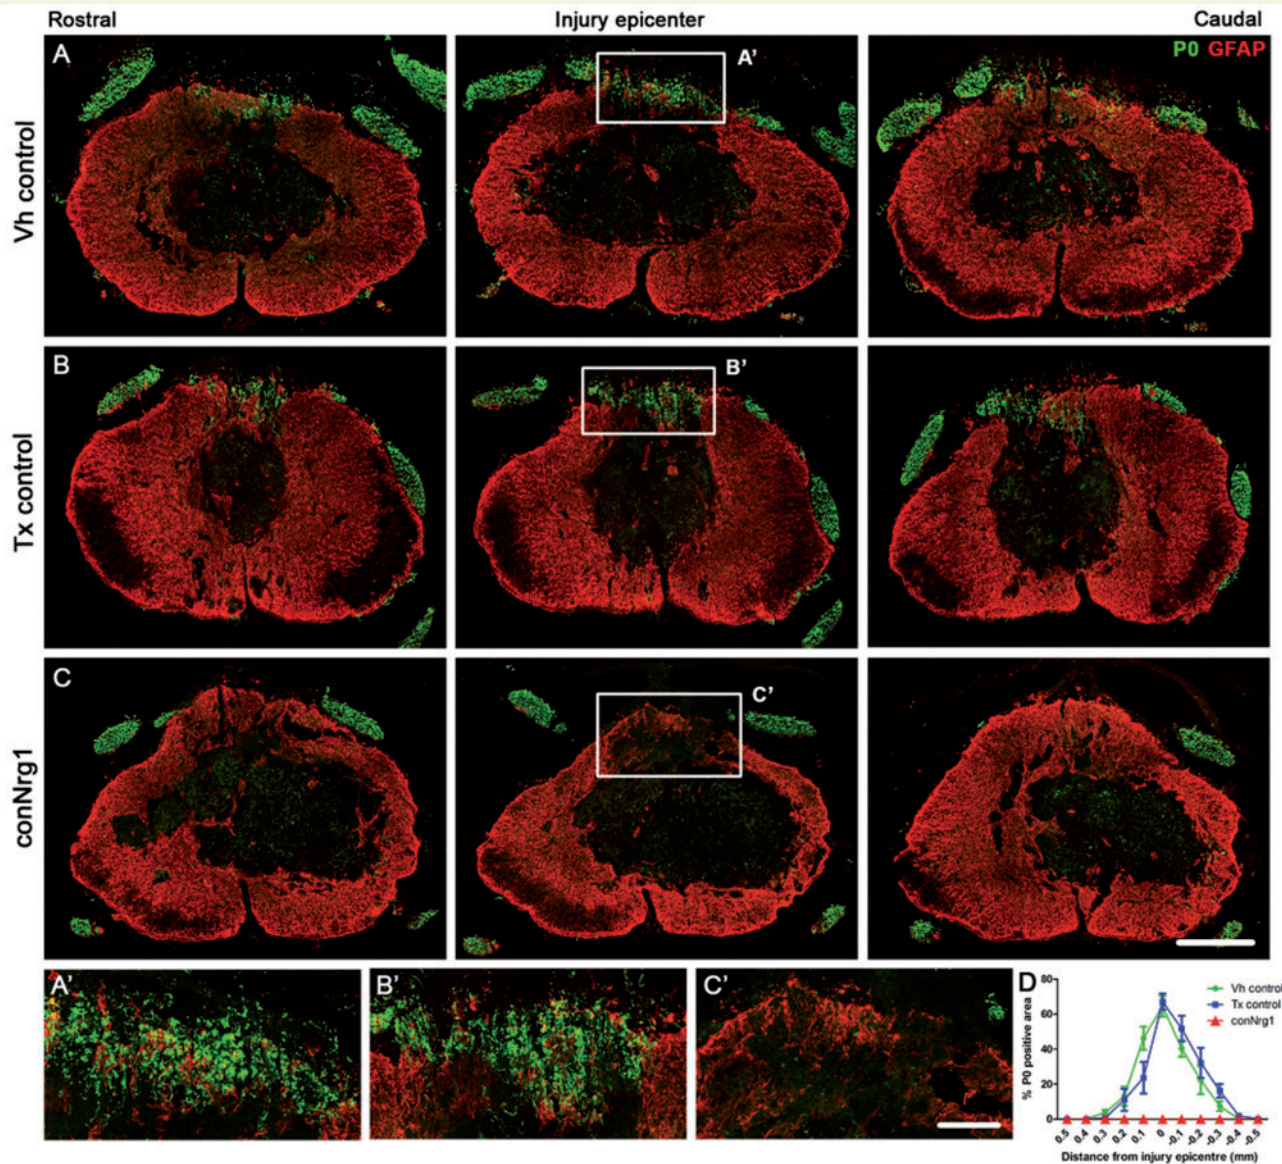 Rostral Injury epicenter Caudal
A A' P0 GFAP
Vh control
B B'
Tx control
C C'
conNrg1
A' B' C' D
Vh control
Tx control
conNrg1
% P0 positive area
80
60
40
20
0
0.5 0.4 0.3 0.2 0.1 0 -0.1 -0.2 -0.3 -0.4 -0.5
Distance from injury epicentre (mm)